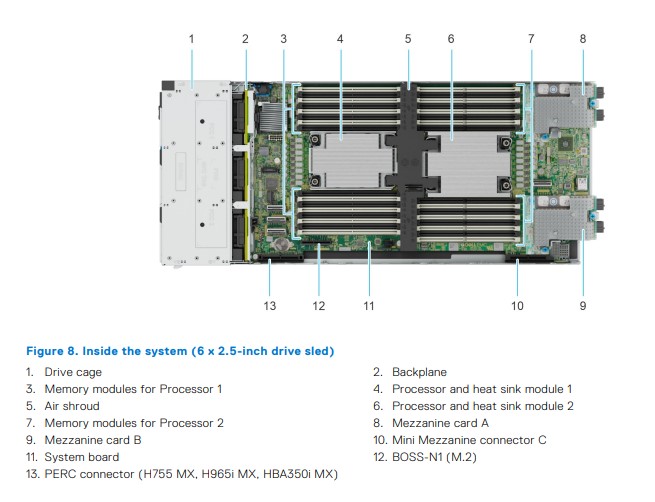 1 2 3 4 5 6 7 8
13 12 11 10 9
Figure 8. Inside the system (6 x 2.5-inch drive sled)
1. Drive cage
2. Backplane
3. Memory modules for Processor 1
4. Processor and heat sink module 1
5. Air shroud
6. Processor and heat sink module 2
7. Memory modules for Processor 2
8. Mezzanine card A
9. Mezzanine card B
10. Mini Mezzanine connector C
11. System board
12. BOSS-N1 (M.2)
13. PERC connector (H755 MX, H965i MX, HBA350i MX)